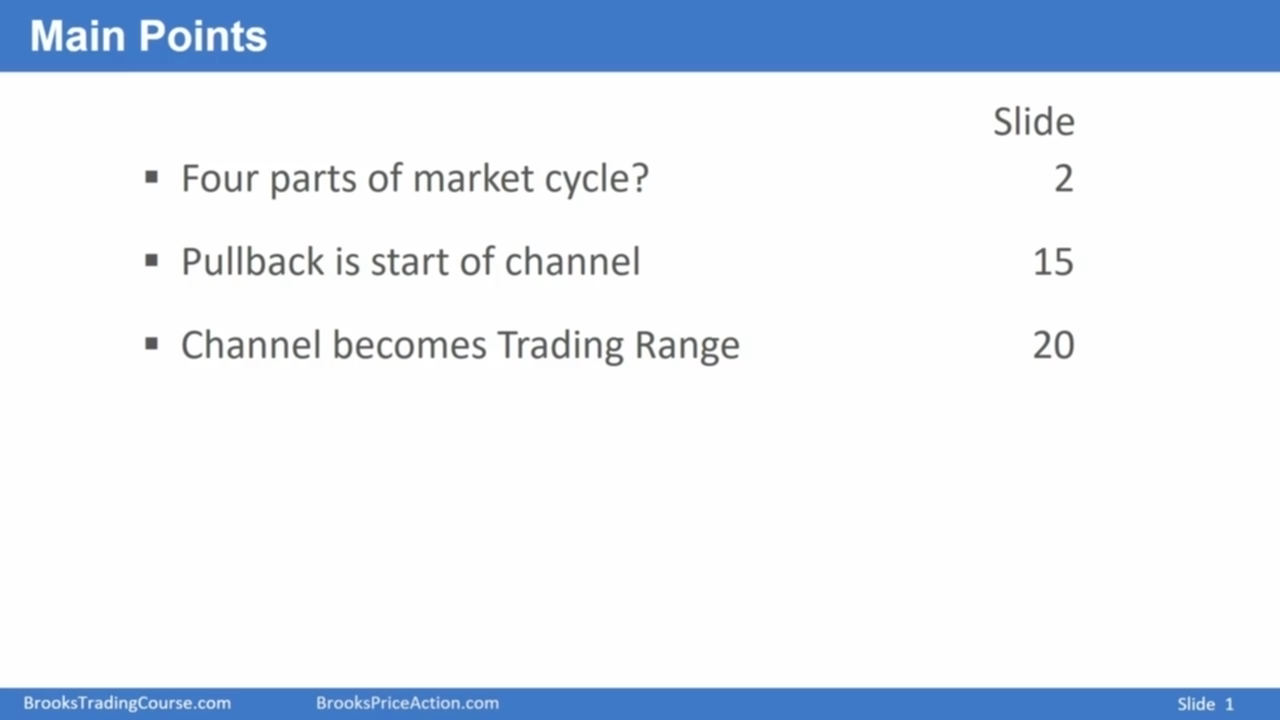 Main Points
Slide
▪ Four parts of market cycle? 2
▪ Pullback is start of channel 15
▪ Channel becomes Trading Range 20
BrooksTradingCourse.com BrooksPriceAction.com Slide 1